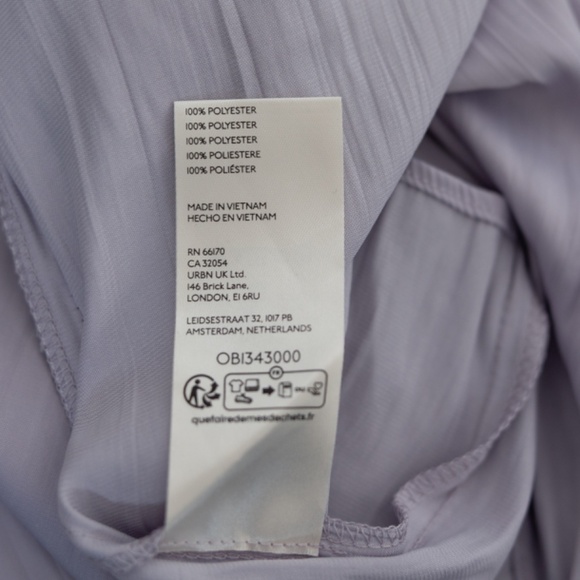 100% POLYESTER
100% POLYESTER
100% POLYESTER
100% POLIESTERE
100% POLIÉSTER
MADE IN VIETNAM
HECHO EN VIETNAM
RN 66170
CA 32054
URBN UK Ltd.
146 Brick Lane,
LONDON, E1 6RU
LEIDSESTRAAT 32, 1017 PB
AMSTERDAM, NETHERLANDS
OB1343000
FR
quefairedemesdechets.fr